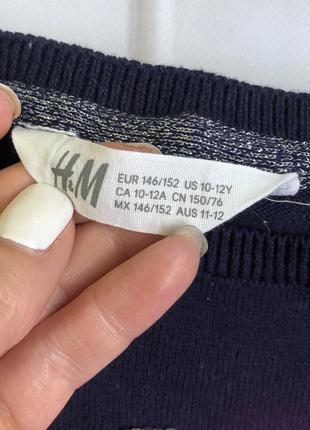 H&M
EUR 146/152 US 10-12Y
CA 10-12A CN 150/76
MX 146/152 AUS 11-12